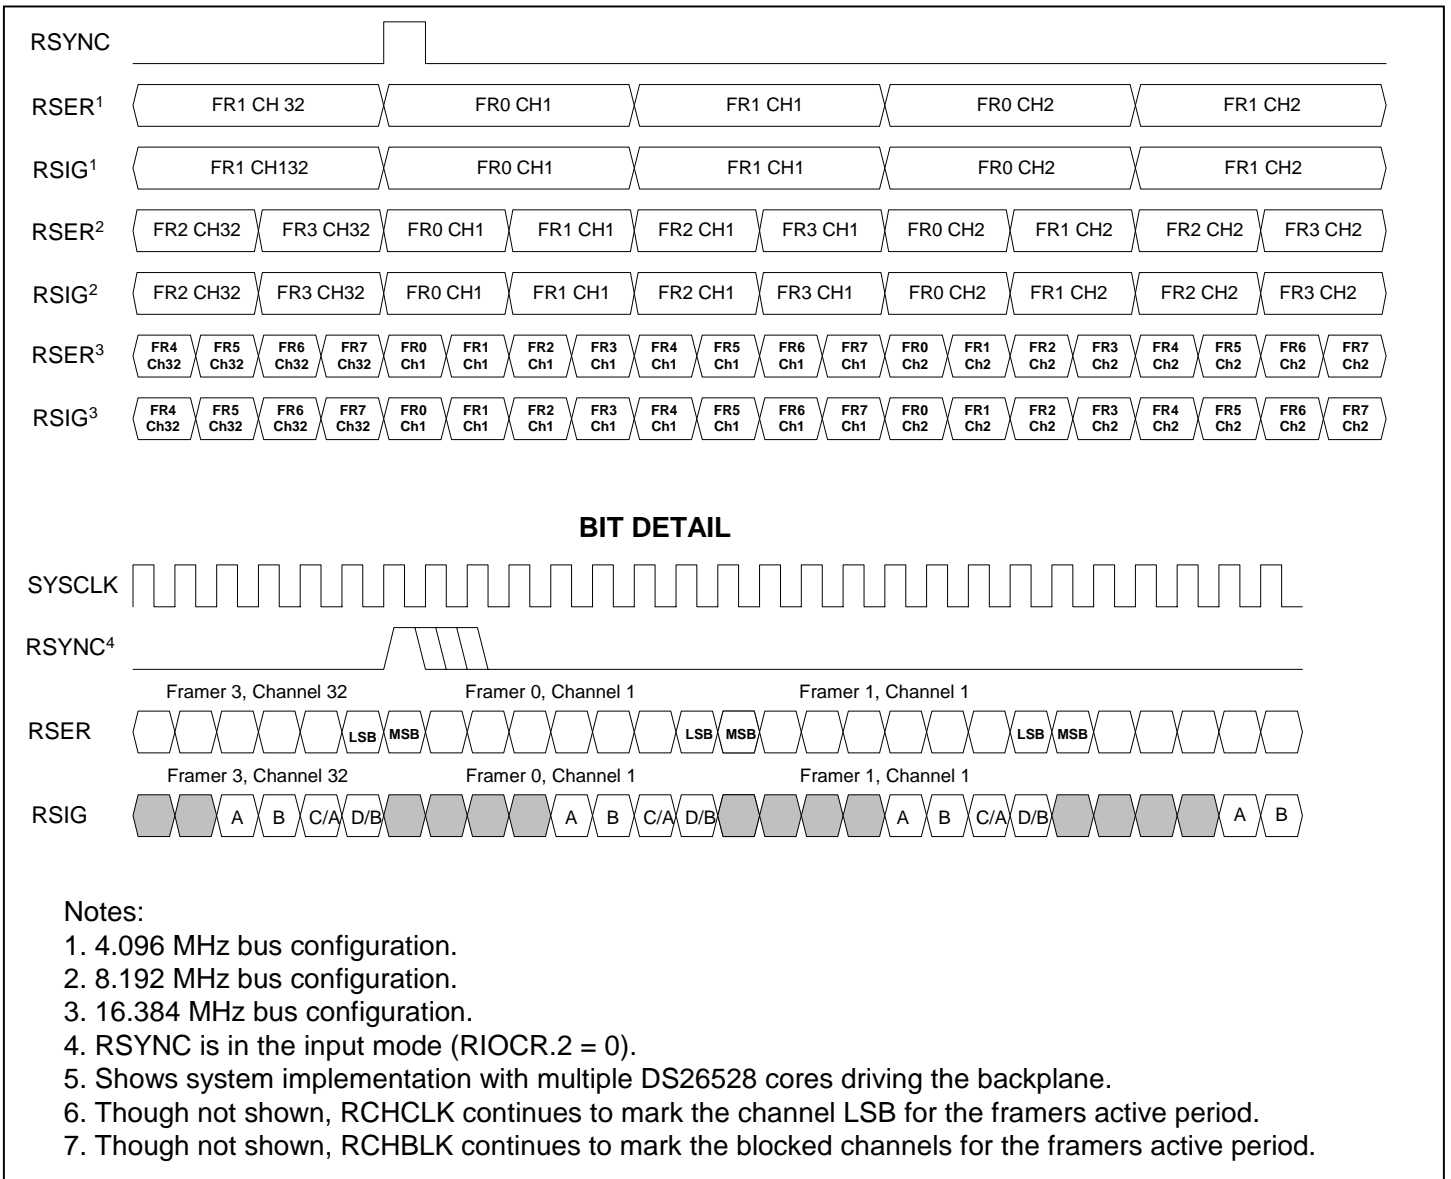 RSYNC
RSER1 FR1 CH 32 FR0 CH1 FR1 CH1 FR0 CH2 FR1 CH2
RSIG1 FR1 CH132 FR0 CH1 FR1 CH1 FR0 CH2 FR1 CH2
RSER2 FR2 CH32 FR3 CH32 FR0 CH1 FR1 CH1 FR2 CH1 FR3 CH1 FR0 CH2 FR1 CH2 FR2 CH2 FR3 CH2
RSIG2 FR2 CH32 FR3 CH32 FR0 CH1 FR1 CH1 FR2 CH1 FR3 CH1 FR0 CH2 FR1 CH2 FR2 CH2 FR3 CH2
RSER3 FR4 Ch32 FR5 Ch32 FR6 Ch32 FR7 Ch32 FR0 Ch1 FR1 Ch1 FR2 Ch1 FR3 Ch1 FR4 Ch1 FR5 Ch1 FR6 Ch1 FR7 Ch1 FR0 Ch2 FR1 Ch2 FR2 Ch2 FR3 Ch2 FR4 Ch2 FR5 Ch2 FR6 Ch2 FR7 Ch2
RSIG3 FR4 Ch32 FR5 Ch32 FR6 Ch32 FR7 Ch32 FR0 Ch1 FR1 Ch1 FR2 Ch1 FR3 Ch1 FR4 Ch1 FR5 Ch1 FR6 Ch1 FR7 Ch1 FR0 Ch2 FR1 Ch2 FR2 Ch2 FR3 Ch2 FR4 Ch2 FR5 Ch2 FR6 Ch2 FR7 Ch2
BIT DETAIL
SYSCLK
RSYNC4
Framer 3, Channel 32 Framer 0, Channel 1 Framer 1, Channel 1
RSER LSB MSB LSB MSB LSB MSB
Framer 3, Channel 32 Framer 0, Channel 1 Framer 1, Channel 1
RSIG A B C/A D/B A B C/A D/B A B C/A D/B A B
Notes:
1. 4.096 MHz bus configuration.
2. 8.192 MHz bus configuration.
3. 16.384 MHz bus configuration.
4. RSYNC is in the input mode (RIOCR.2 = 0).
5. Shows system implementation with multiple DS26528 cores driving the backplane.
6. Though not shown, RCHCLK continues to mark the channel LSB for the framers active period.
7. Though not shown, RCHBLK continues to mark the blocked channels for the framers active period.